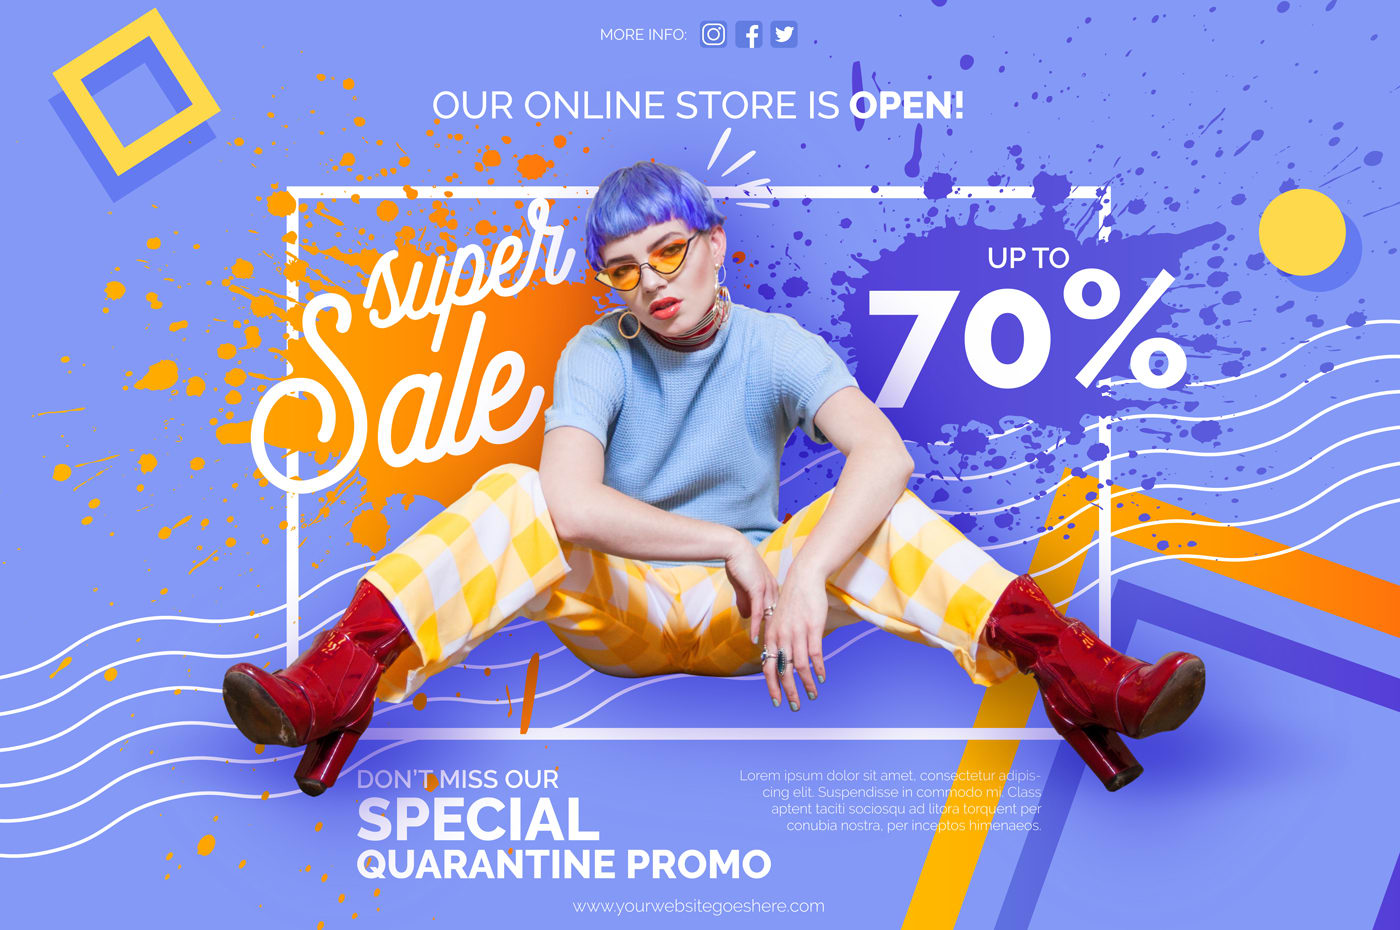 MORE INFO:
OUR ONLINE STORE IS OPEN!
super
Sale
UP TO
70%
DON'T MISS OUR
SPECIAL
QUARANTINE PROMO
Lorem ipsum dolor sit amet, consectetur adipis-
cing elit. Suspendisse in commodo mi. Class
aptent taciti sociosqu ad litora torquent per
conubia nostra, per inceptos himenaeos.
www.yourwebsitegoeshere.com